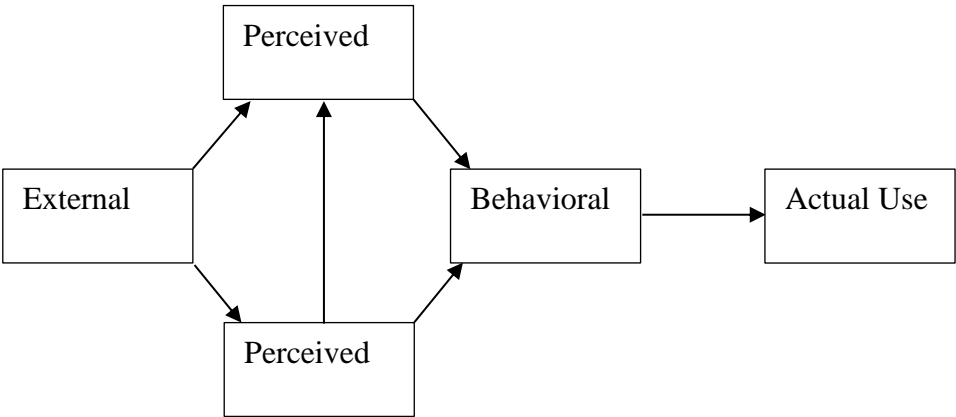 Perceived
External
Behavioral
Actual Use
Perceived